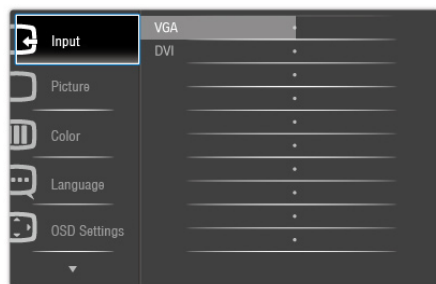 Input
VGA
DVI
Picture
Color
Language
OSD Settings